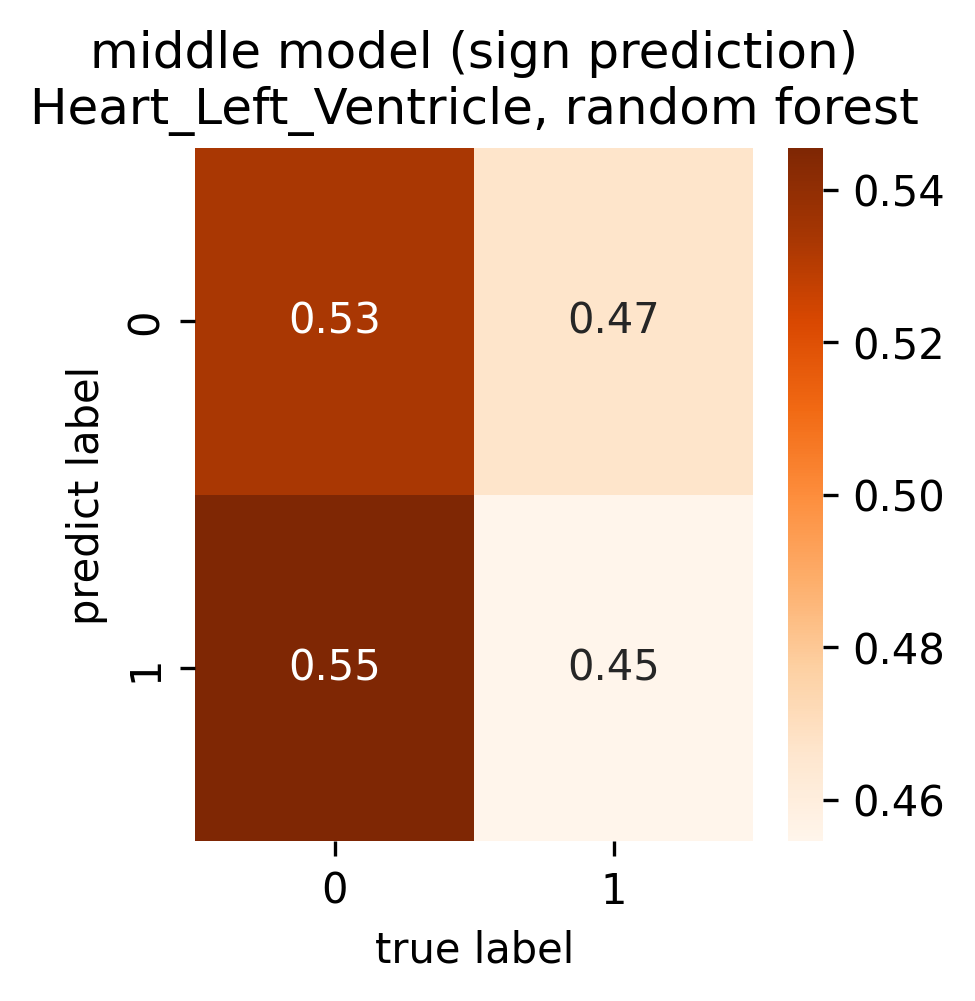 middle model (sign prediction)
Heart_Left_Ventricle, random forest
0.53 0.47
0.55 0.45
predict label
0
1
0 1
true label
0.54
0.52
0.50
0.48
0.46